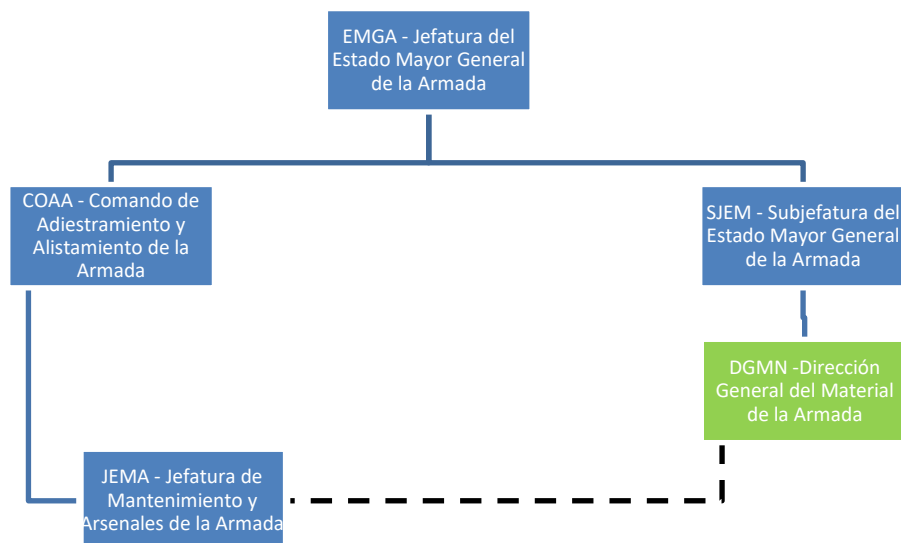 EMGA - Jefatura del
Estado Mayor General
de la Armada
COAA - Comando de
Adiestramiento y
Alistamiento de la
Armada
SJEM - Subjefatura del
Estado Mayor General
de la Armada
DGMN -Dirección
General del Material
de la Armada
JEMA - Jefatura de
Mantenimiento y
Arsenales de la Armada